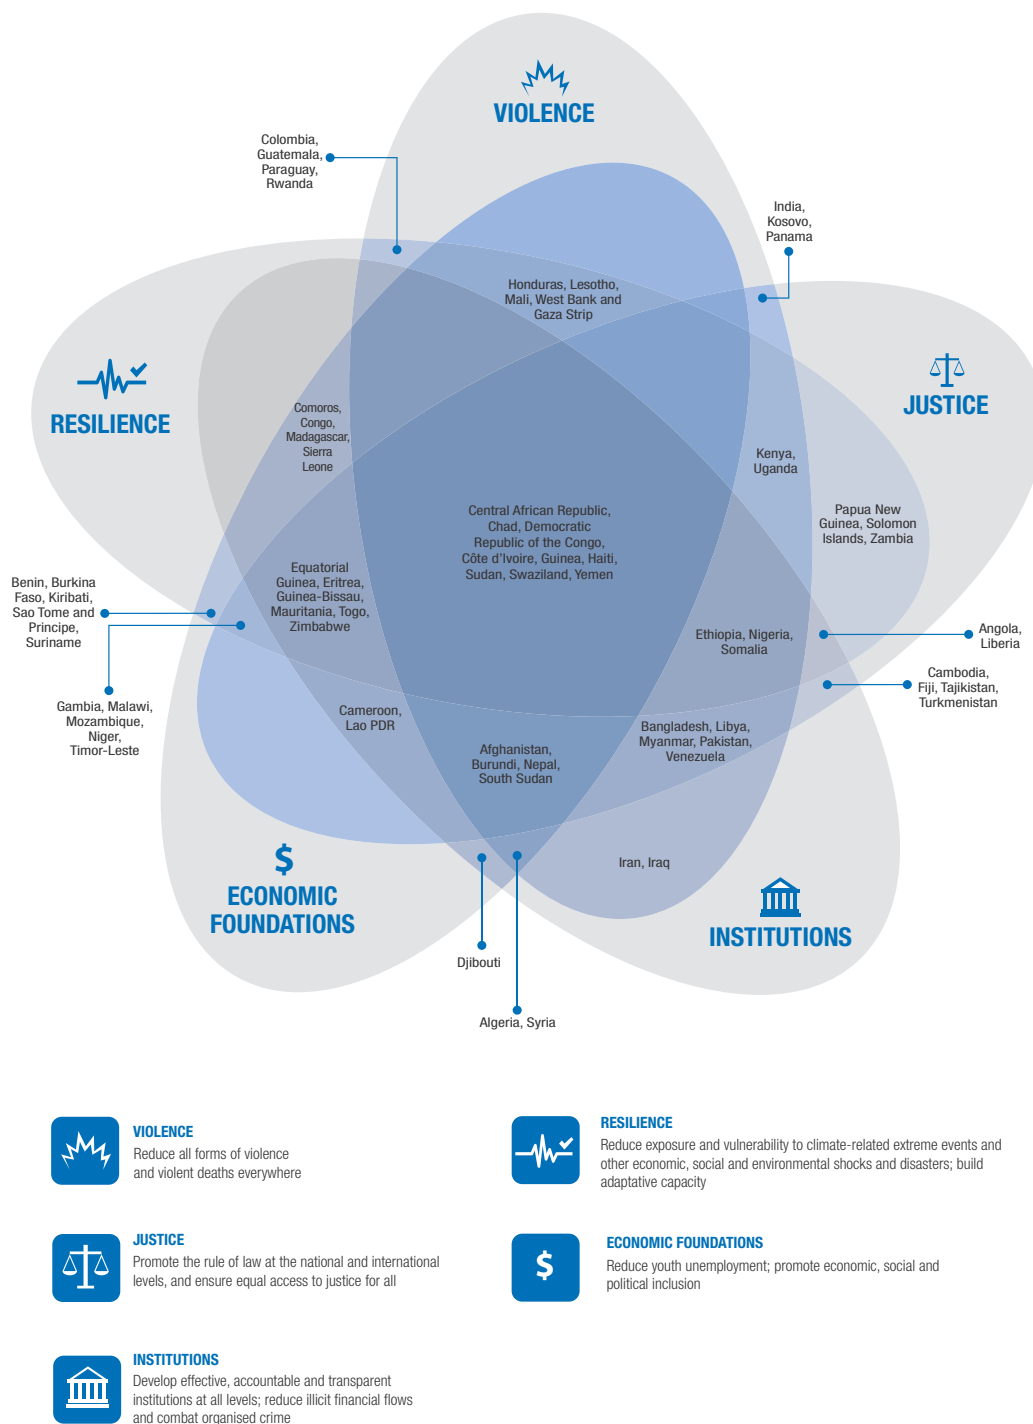 VIOLENCE
Colombia,
Guatemala,
Paraguay,
Rwanda
India,
Kosovo,
Panama
Honduras, Lesotho,
Mali, West Bank and
Gaza Strip
RESILIENCE
JUSTICE
Comoros,
Congo,
Madagascar,
Sierra
Leone
Kenya,
Uganda
Central African Republic,
Chad, Democratic
Republic of the Congo,
Côte d'Ivoire, Guinea, Haiti,
Sudan, Swaziland, Yemen
Papua New
Guinea, Solomon
Islands, Zambia
Equatorial
Guinea, Eritrea,
Guinea-Bissau,
Mauritania, Togo,
Zimbabwe
Benin, Burkina
Faso, Kiribati,
Sao Tome and
Principe,
Suriname
Ethiopia, Nigeria,
Somalia
Angola,
Liberia
Cambodia,
Fiji, Tajikistan,
Turkmenistan
Gambia, Malawi,
Mozambique,
Niger,
Timor-Leste
Cameroon,
Lao PDR
Bangladesh, Libya,
Myanmar, Pakistan,
Venezuela
Afghanistan,
Burundi, Nepal,
South Sudan
Iran, Iraq
$
ECONOMIC
FOUNDATIONS
INSTITUTIONS
Djibouti
Algeria, Syria
VIOLENCE
Reduce all forms of violence
and violent deaths everywhere
RESILIENCE
Reduce exposure and vulnerability to climate-related extreme events and
other economic, social and environmental shocks and disasters; build
adaptative capacity
JUSTICE
Promote the rule of law at the national and international
levels, and ensure equal access to justice for all
$
ECONOMIC FOUNDATIONS
Reduce youth unemployment; promote economic, social and
political inclusion
INSTITUTIONS
Develop effective, accountable and transparent
institutions at all levels; reduce illicit financial flows
and combat organised crime